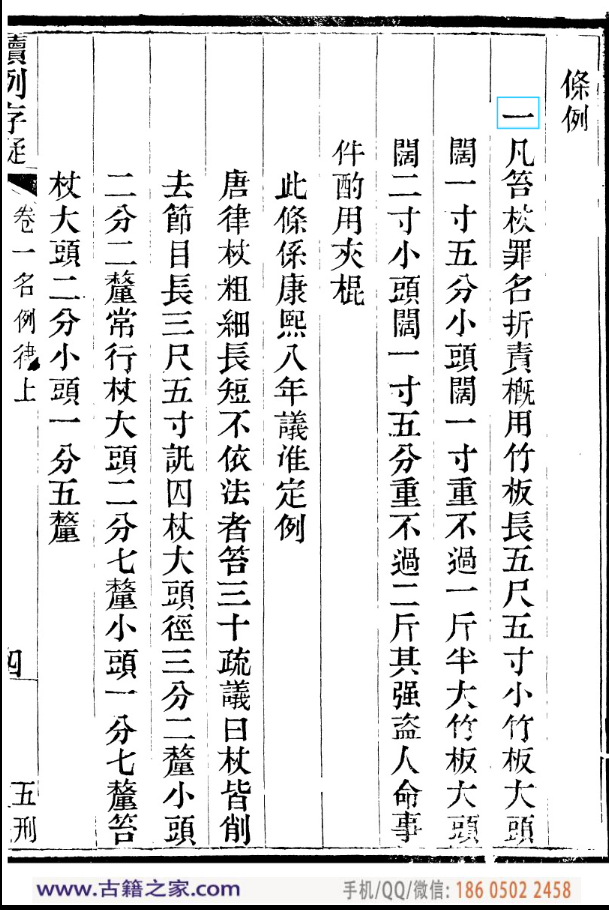 條例
一凡笞杖罪名折責槪用竹板長五尺五寸小竹板大頭
闊一寸五分小頭闊一寸重不過一斤半大竹板大頭
闊二寸小頭闊一寸五分重不過二斤其强盜人命事
件酌用夾棍
此條係康熙八年議准定例
唐律杖粗細長短不依法者笞三十疏議曰杖皆削
去節目長三尺五寸訊囚杖大頭徑三分二釐小頭
二分二釐常行杖大頭二分七釐小頭一分七釐笞
杖大頭二分小頭一分五釐
讀例存疑 卷一名例律上 四 五刑
www.古籍之家.com 手机/QQ/微信: 186 0502 2458